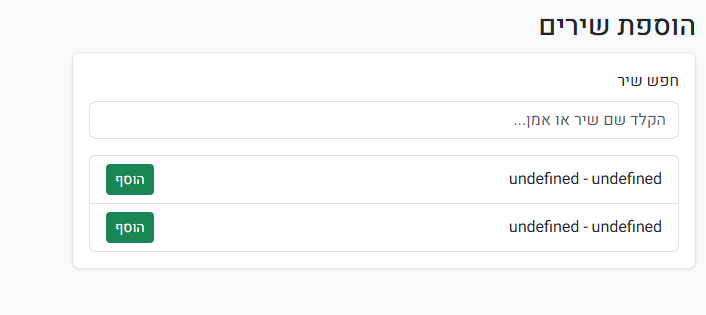 הוספת שירים
חפש שיר
הקלד שם שיר או אמן...
undefined - undefined
הוסף
undefined - undefined
הוסף